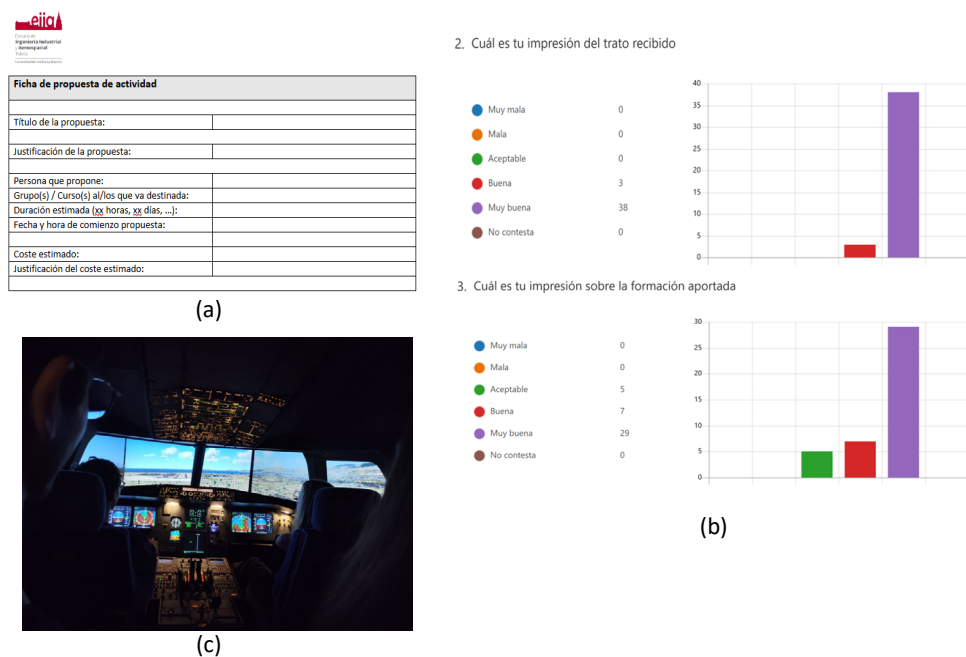 eiia
Escuela de
Ingeniería Industrial
y Aeroespacial
Toledo
Ficha de propuesta de actividad
Título de la propuesta:
Justificación de la propuesta:
Persona que propone:
Grupo(s) / Curso(s) al/los que va destinada:
Duración estimada (xx horas, xx días, ...):
Fecha y hora de comienzo propuesta:
Coste estimado:
Justificación del coste estimado:
(a)
2. Cuál es tu impresión del trato recibido
Muy mala 0
Mala 0
Aceptable 0
Buena 3
Muy buena 38
No contesta 0
40
35
30
25
20
15
10
5
0
3. Cuál es tu impresión sobre la formación aportada
Muy mala 0
Mala 0
Aceptable 5
Buena 7
Muy buena 29
No contesta 0
30
25
20
15
10
5
0
(b)
(c)